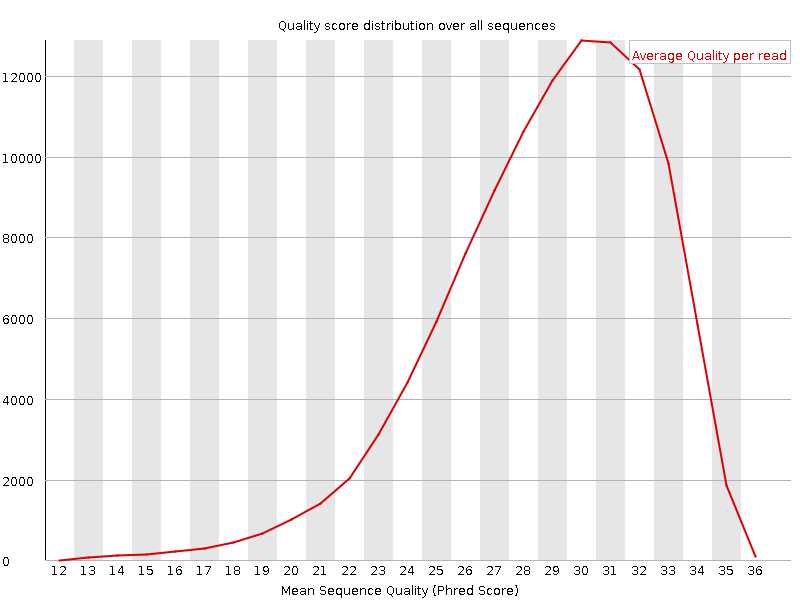 Quality score distribution over all sequences
Average Quality per read
12000
10000
8000
6000
4000
2000
0
12 13 14 15 16 17 18 19 20 21 22 23 24 25 26 27 28 29 30 31 32 33 34 35 36
Mean Sequence Quality (Phred Score)